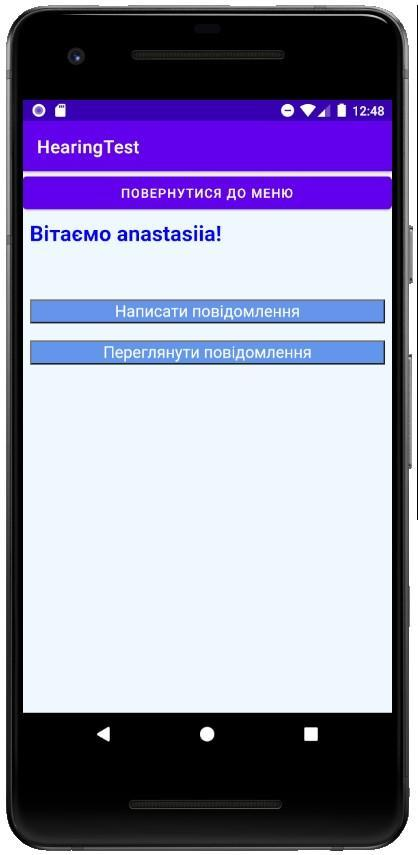 12:48
HearingTest
ПОВЕРНУТИСЯ ДО МЕНЮ
Вітаємо anastasiia!
Написати повідомлення
Переглянути повідомлення